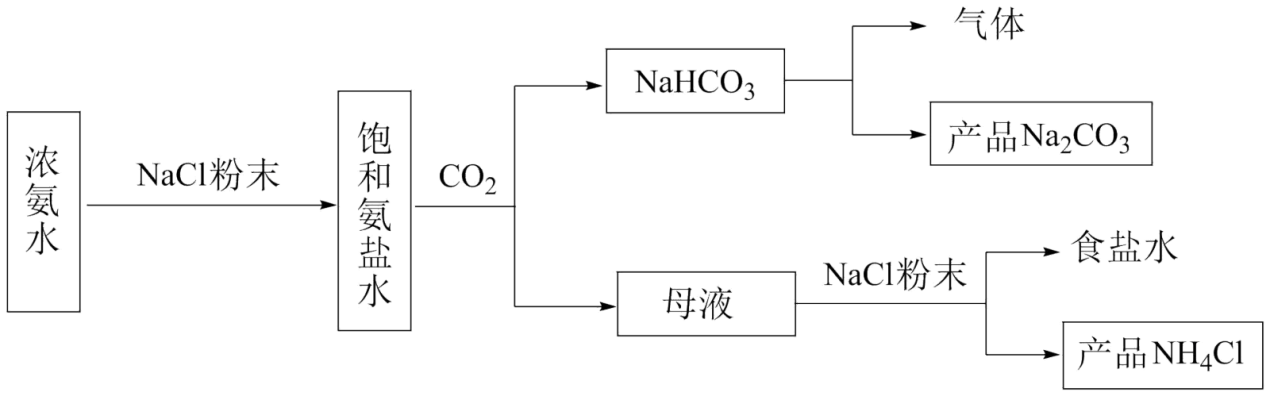 浓氨水
NaCl粉末
饱和氨盐水
CO₂
NaHCO₃
气体
产品Na₂CO₃
母液
NaCl粉末
食盐水
产品NH₄Cl